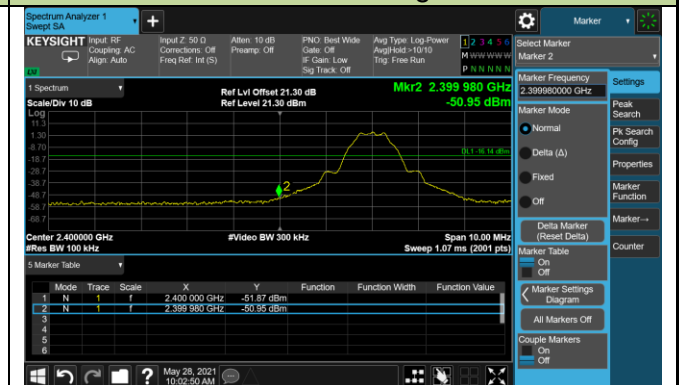 Spectrum Analyzer 1
Swept SA
+
Marker
KEYSIGHT
Input: RF
Coupling: AC
Align: Auto
Input Z: 50 Ω
Corrections: Off
Freq Ref: Int (S)
Atten: 10 dB
Preamp: Off
PNO: Best Wide
Gate: Off
IF Gain: Low
Sig Track: Off
Avg Type: Log-Power
Avg|Hold:>10/10
Trig: Free Run
1 2 3 4 5 6
M W W W W W
P N N N N N
Select Marker
Marker 2
1 Spectrum
Scale/Div 10 dB
Log
Ref Lvl Offset 21.30 dB
Ref Level 21.30 dBm
Mkr2 2.399 980 GHz
-50.95 dBm
11.3
1.30
-8.70
-18.7
-28.7
-38.7
-48.7
-58.7
-68.7
DL1 -16.14 dBm
2
Center 2.400000 GHz
#Res BW 100 kHz
#Video BW 300 kHz
Span 10.00 MHz
Sweep 1.07 ms (2001 pts)
5 Marker Table
Mode Trace Scale X Y Function Function Width Function Value
1 N 1 f 2.400 000 GHz -51.87 dBm
2 N 1 f 2.399 980 GHz -50.95 dBm
3
4
5
6
Marker Frequency
2.399980000 GHz
Marker Mode
Normal
Delta (Δ)
Fixed
Off
Delta Marker
(Reset Delta)
Marker Table
On
Off
Marker Settings
Diagram
All Markers Off
Couple Markers
On
Off
Settings
Peak
Search
Pk Search
Config
Properties
Marker
Function
Marker→
Counter
?
May 28, 2021
10:02:50 AM